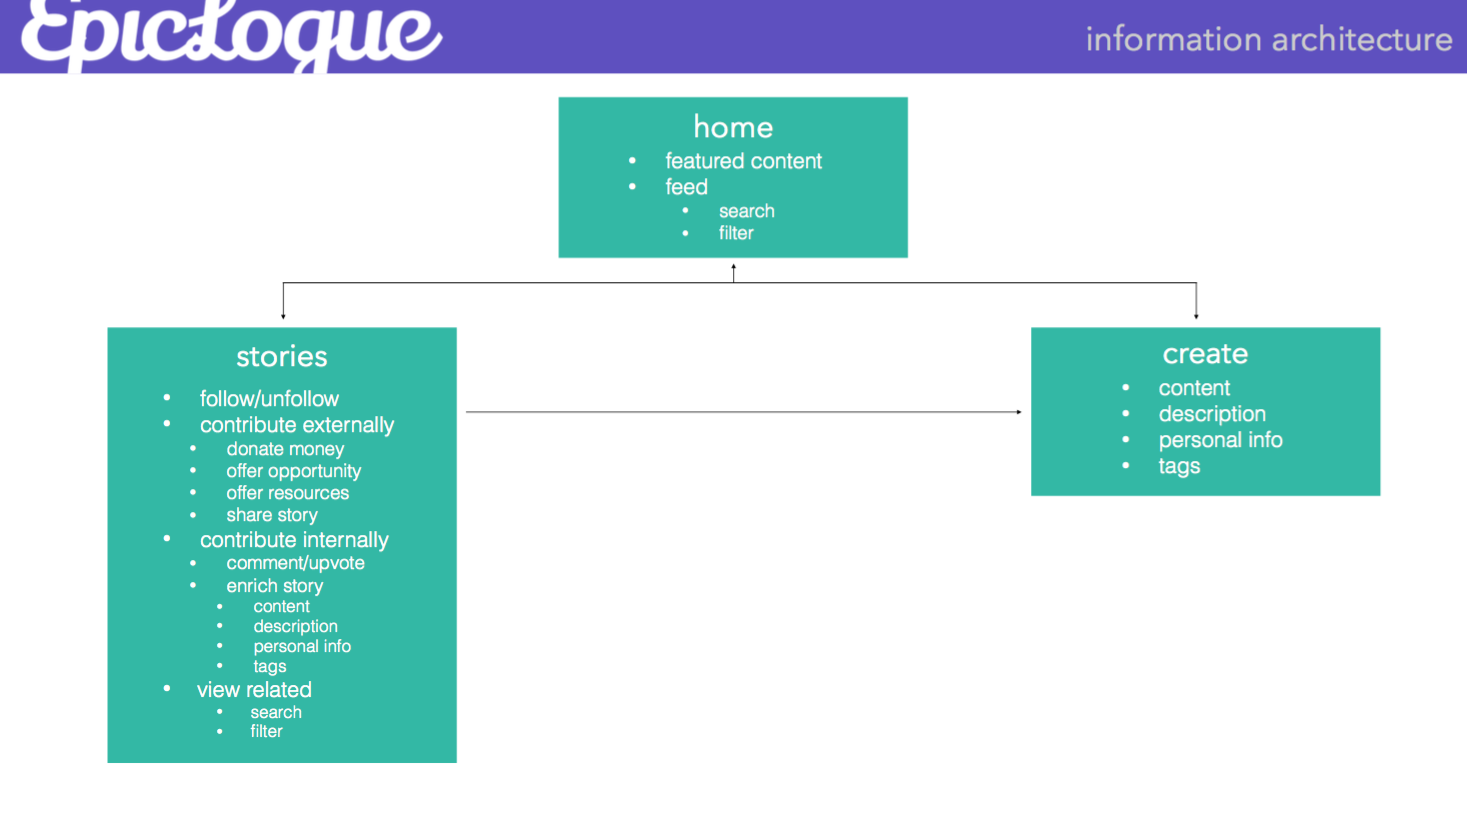 EpicLogue
information architecture
home
• featured content
• feed
• search
• filter
stories
• follow/unfollow
• contribute externally
• donate money
• offer opportunity
• offer resources
• share story
• contribute internally
• comment/upvote
• enrich story
• content
• description
• personal info
• tags
• view related
• search
• filter
create
• content
• description
• personal info
• tags